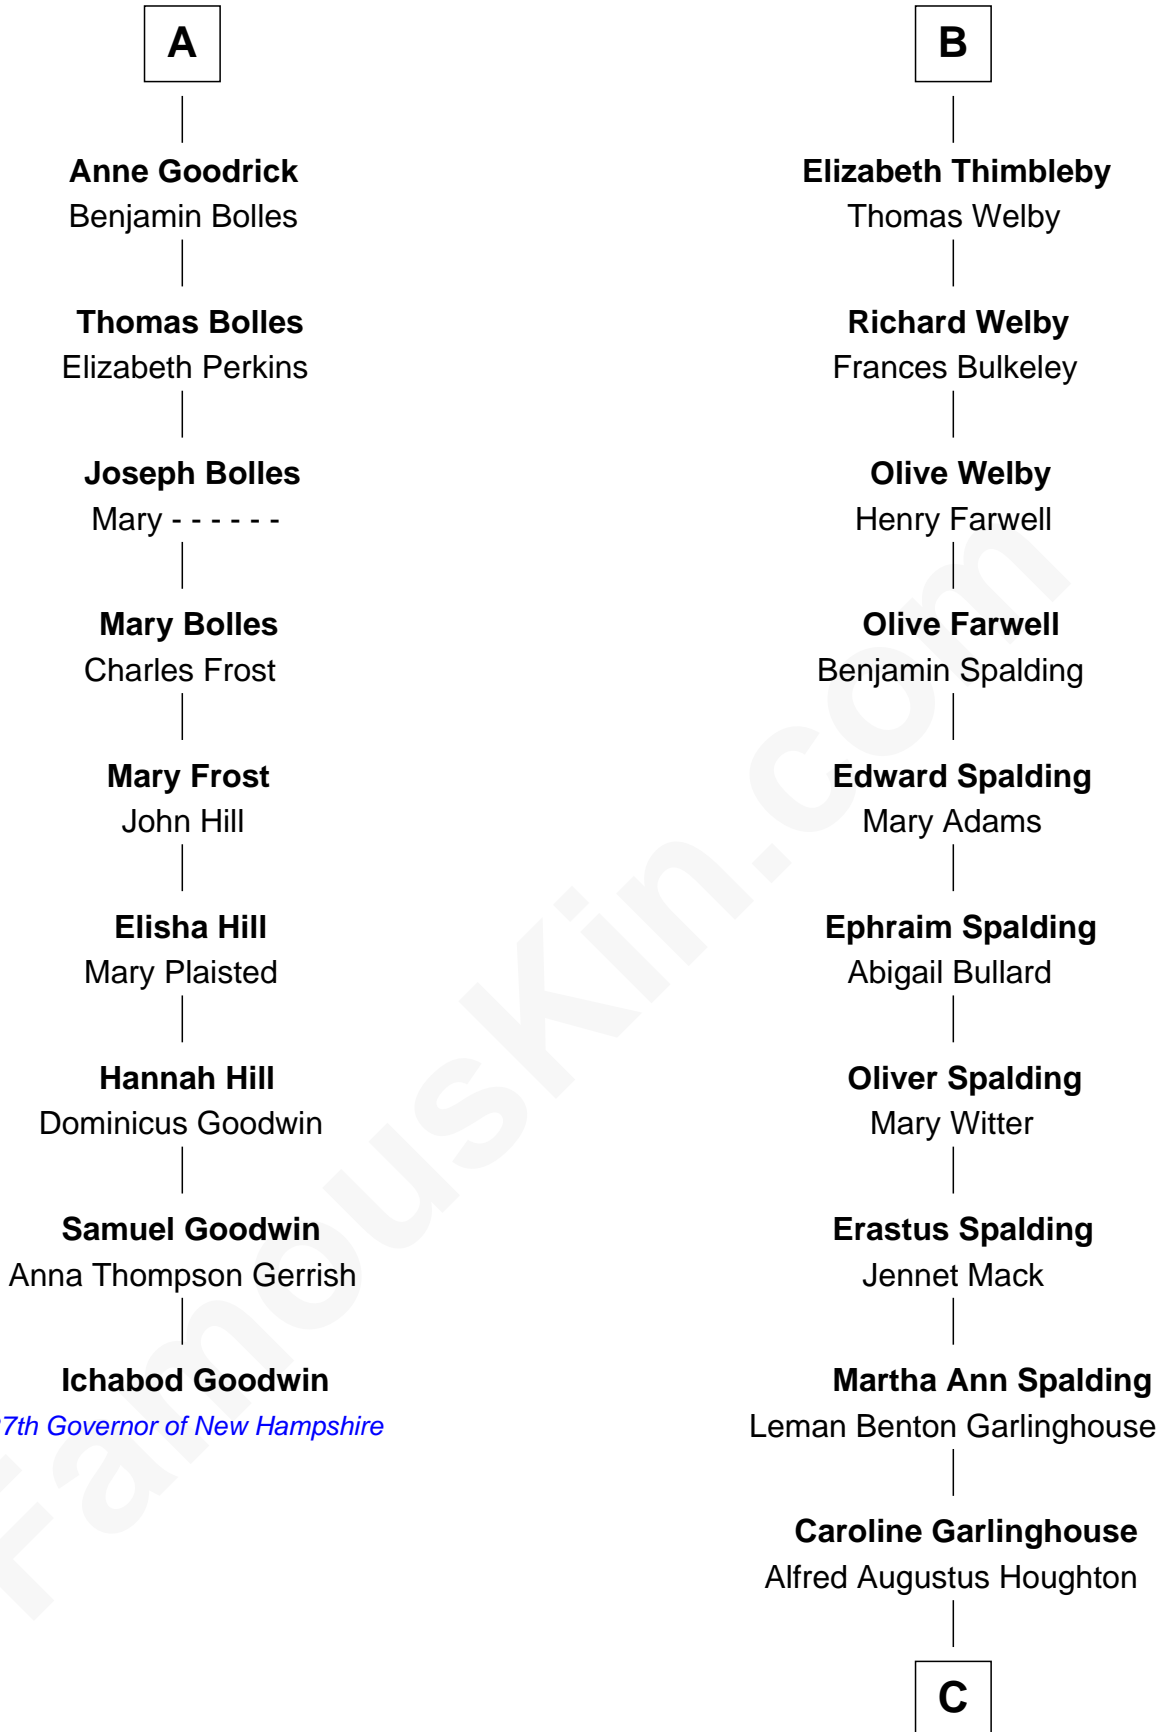 A
Anne Goodrick
Benjamin Bolles
Thomas Bolles
Elizabeth Perkins
Joseph Bolles
Mary - - - - - -
Mary Bolles
Charles Frost
Mary Frost
John Hill
Elisha Hill
Mary Plaisted
Hannah Hill
Dominicus Goodwin
Samuel Goodwin
Anna Thompson Gerrish
Ichabod Goodwin
7th Governor of New Hampshire
B
Elizabeth Thimbleby
Thomas Welby
Richard Welby
Frances Bulkeley
Olive Welby
Henry Farwell
Olive Farwell
Benjamin Spalding
Edward Spalding
Mary Adams
Ephraim Spalding
Abigail Bullard
Oliver Spalding
Mary Witter
Erastus Spalding
Jennet Mack
Martha Ann Spalding
Leman Benton Garlinghouse
Caroline Garlinghouse
Alfred Augustus Houghton
C
FamousKin.com